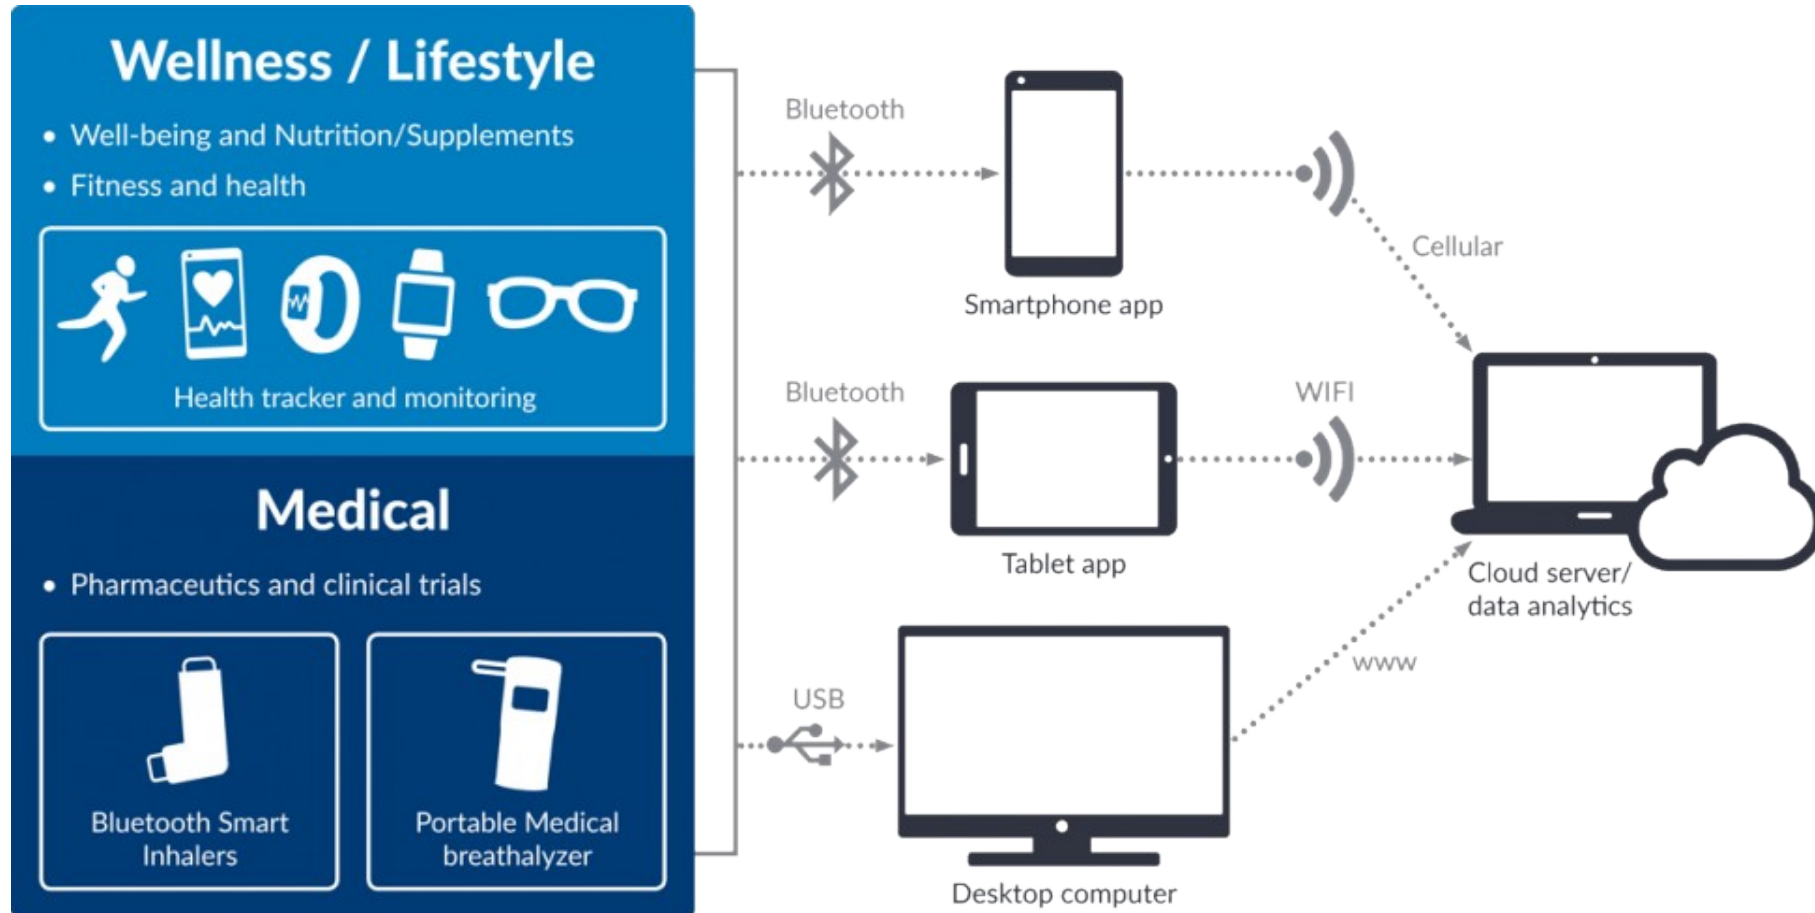 Wellness / Lifestyle
• Well-being and Nutrition/Supplements
• Fitness and health
Health tracker and monitoring
Medical
• Pharmaceutics and clinical trials
Bluetooth Smart
Inhalers
Portable Medical
breathalyzer
Bluetooth
Smartphone app
Cellular
Bluetooth
Tablet app
WIFI
USB
Desktop computer
www
Cloud server/
data analytics